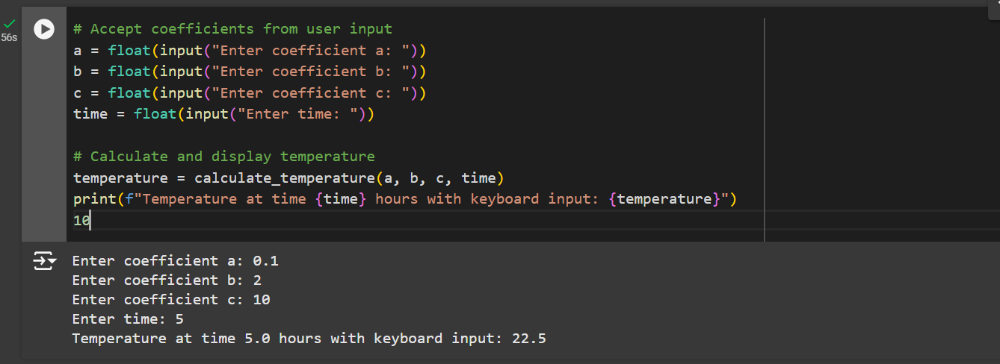 56s
# Accept coefficients from user input
a = float(input("Enter coefficient a: "))
b = float(input("Enter coefficient b: "))
c = float(input("Enter coefficient c: "))
time = float(input("Enter time: "))
# Calculate and display temperature
temperature = calculate_temperature(a, b, c, time)
print(f"Temperature at time {time} hours with keyboard input: {temperature}")
10
Enter coefficient a: 0.1
Enter coefficient b: 2
Enter coefficient c: 10
Enter time: 5
Temperature at time 5.0 hours with keyboard input: 22.5